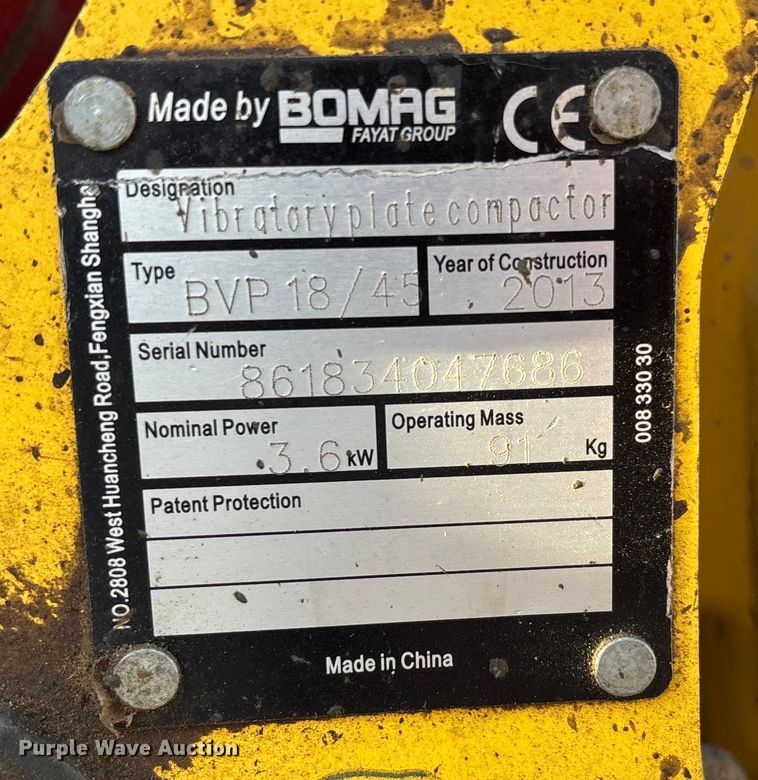 Made by BOMAG
FAYAT GROUP
CE
Designation
Vibratory plate compactor
Type
BVP 18/45
Year of Construction
2013
Serial Number
861834047686
Nominal Power
3.6 kW
Operating Mass
91 Kg
Patent Protection
Made in China
NO.2808 West Huancheng Road,Fengxian Shangha
008 330 30
Purple Wave Auction